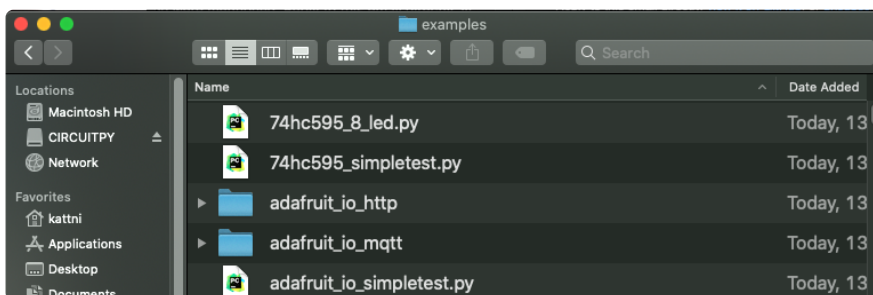 examples
Search
Locations
Macintosh HD
CIRCUITPY
Network
Favorites
kattni
Applications
Desktop
Documents
Name Date Added
74hc595_8_led.py Today, 13
74hc595_simpletest.py Today, 13
adafruit_io_http Today, 13
adafruit_io_mqtt Today, 13
adafruit_io_simpletest.py Today, 13